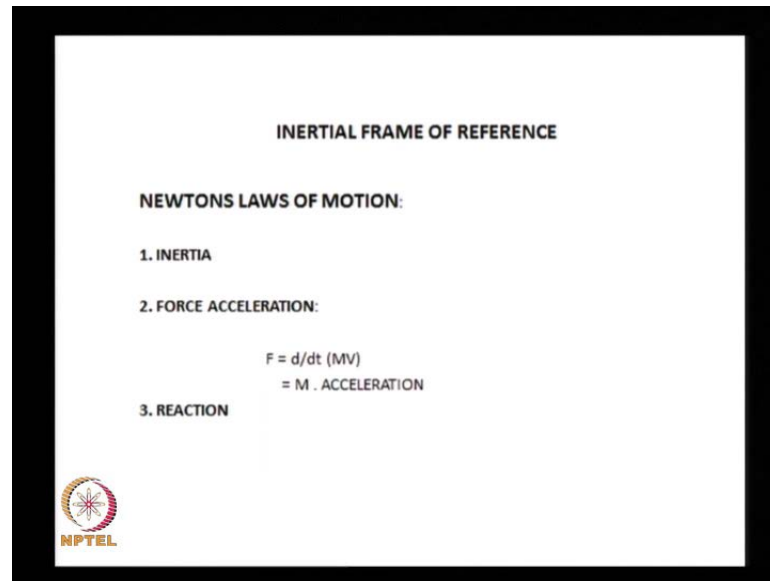 INERTIAL FRAME OF REFERENCE
NEWTONS LAWS OF MOTION:
1. INERTIA
2. FORCE ACCELERATION:
F = d/dt (MV)
= M . ACCELERATION
3. REACTION
NPTEL